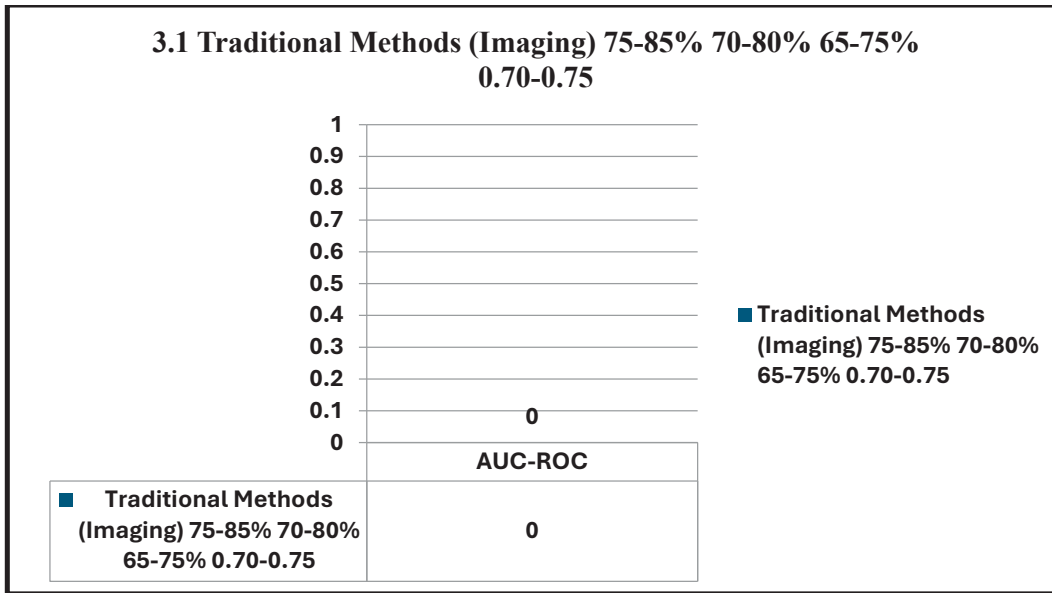 3.1 Traditional Methods (Imaging) 75-85% 70-80% 65-75%
0.70-0.75
1
0.9
0.8
0.7
0.6
0.5
0.4
0.3
0.2
0.1
0
0
AUC-ROC
Traditional Methods
(Imaging) 75-85% 70-80%
65-75% 0.70-0.75
0
Traditional Methods
(Imaging) 75-85% 70-80%
65-75% 0.70-0.75